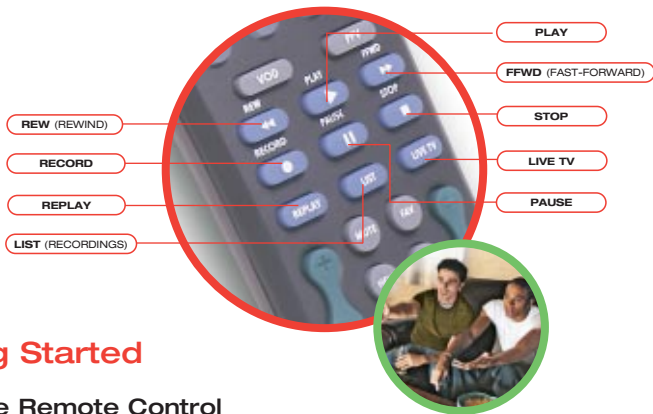 PLAY
FFWD (FAST-FORWARD)
STOP
LIVE TV
PAUSE
REW (REWIND)
RECORD
REPLAY
LIST (RECORDINGS)
VOD
FFWD
PLAY
REW
STOP
PAUSE
RECORD
LIVE TV
LIST
REPLAY
FAV
MUTE
+
g Started
e Remote Control